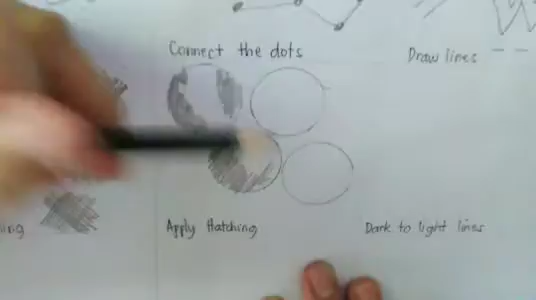 Connect the dots
Draw lines
Apply Hatching
Dark to light lines